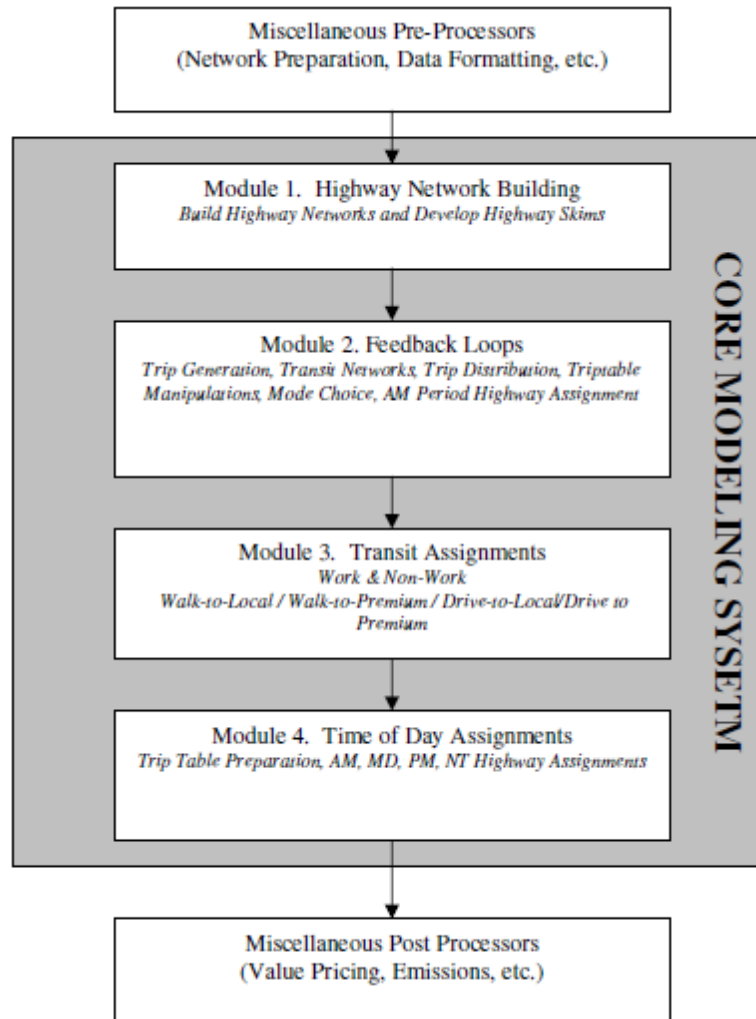 Miscellaneous Pre-Processors
(Network Preparation, Data Formatting, etc.)
Module 1. Highway Network Building
Build Highway Networks and Develop Highway Skims
Module 2. Feedback Loops
Trip Generation, Transit Networks, Trip Distribution, Triptable
Manipulations, Mode Choice, AM Period Highway Assignment
Module 3. Transit Assignments
Work & Non-Work
Walk-to-Local / Walk-to-Premium / Drive-to-Local/Drive to
Premium
Module 4. Time of Day Assignments
Trip Table Preparation, AM, MD, PM, NT Highway Assignments
CORE MODELING SYSETM
Miscellaneous Post Processors
(Value Pricing, Emissions, etc.)